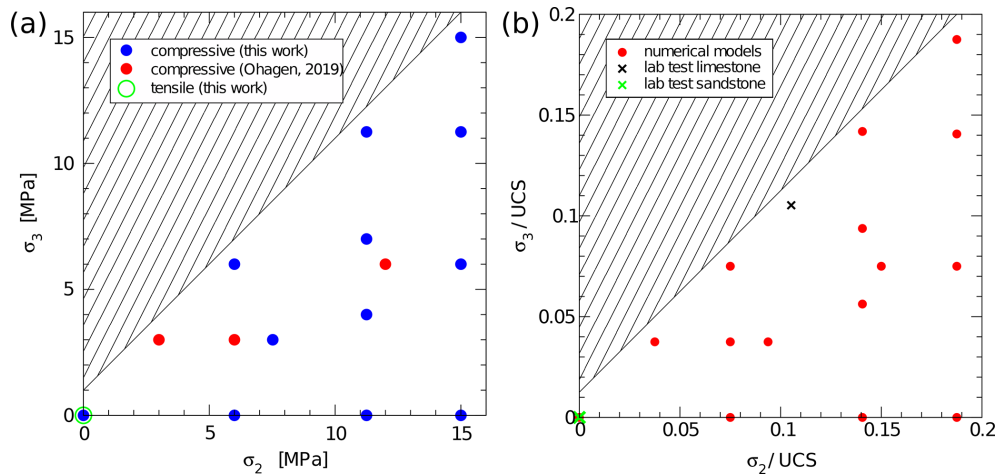 (a)
15
10
5
0
σ3 [MPa]
compressive (this work)
compressive (Ohagen, 2019)
tensile (this work)
0
5
10
15
σ2 [MPa]
(b)
0.2
0.15
0.1
0.05
0
σ3/UCS
numerical models
lab test limestone
lab test sandstone
0
0.05
0.1
0.15
0.2
σ2/UCS